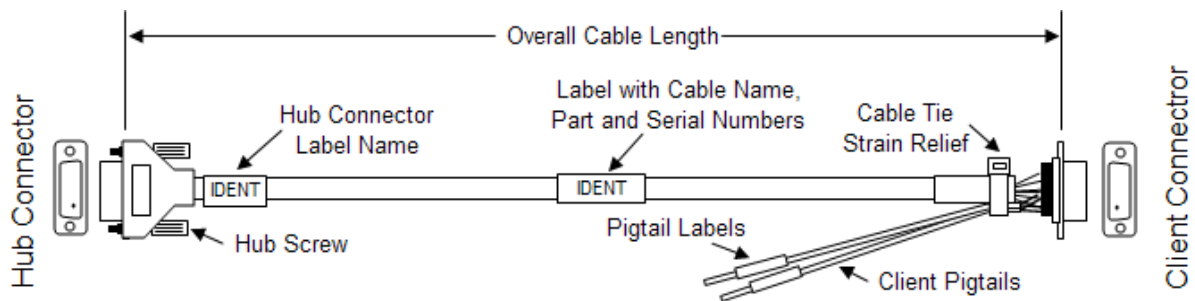 Overall Cable Length
Hub Connector
Hub Connector
Label Name
Label with Cable Name,
Part and Serial Numbers
Cable Tie
Strain Relief
Client Connectror
IDENT
IDENT
Hub Screw
Pigtail Labels
Client Pigtails